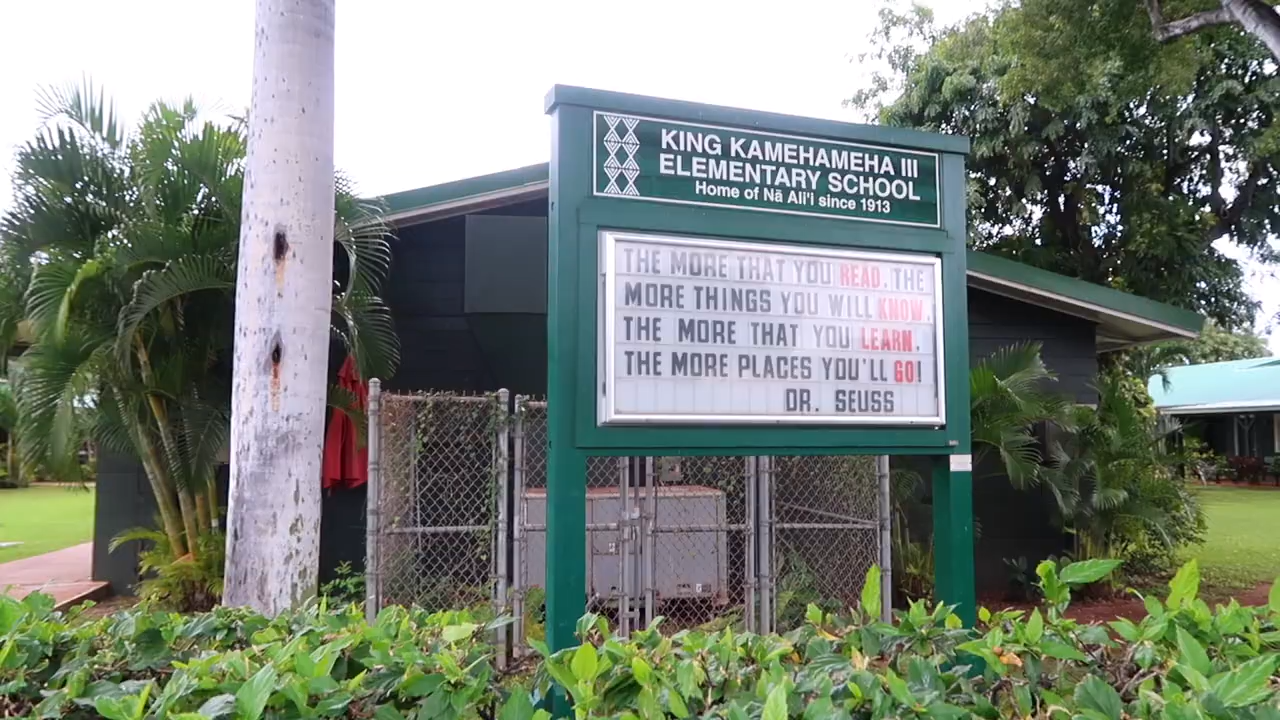 KING KAMEHAMEHA III
ELEMENTARY SCHOOL
Home of Nā Ali'i since 1913
THE MORE THAT YOU READ, THE
MORE THINGS YOU WILL KNOW.
THE MORE THAT YOU LEARN,
THE MORE PLACES YOU'LL GO!
DR. SEUSS